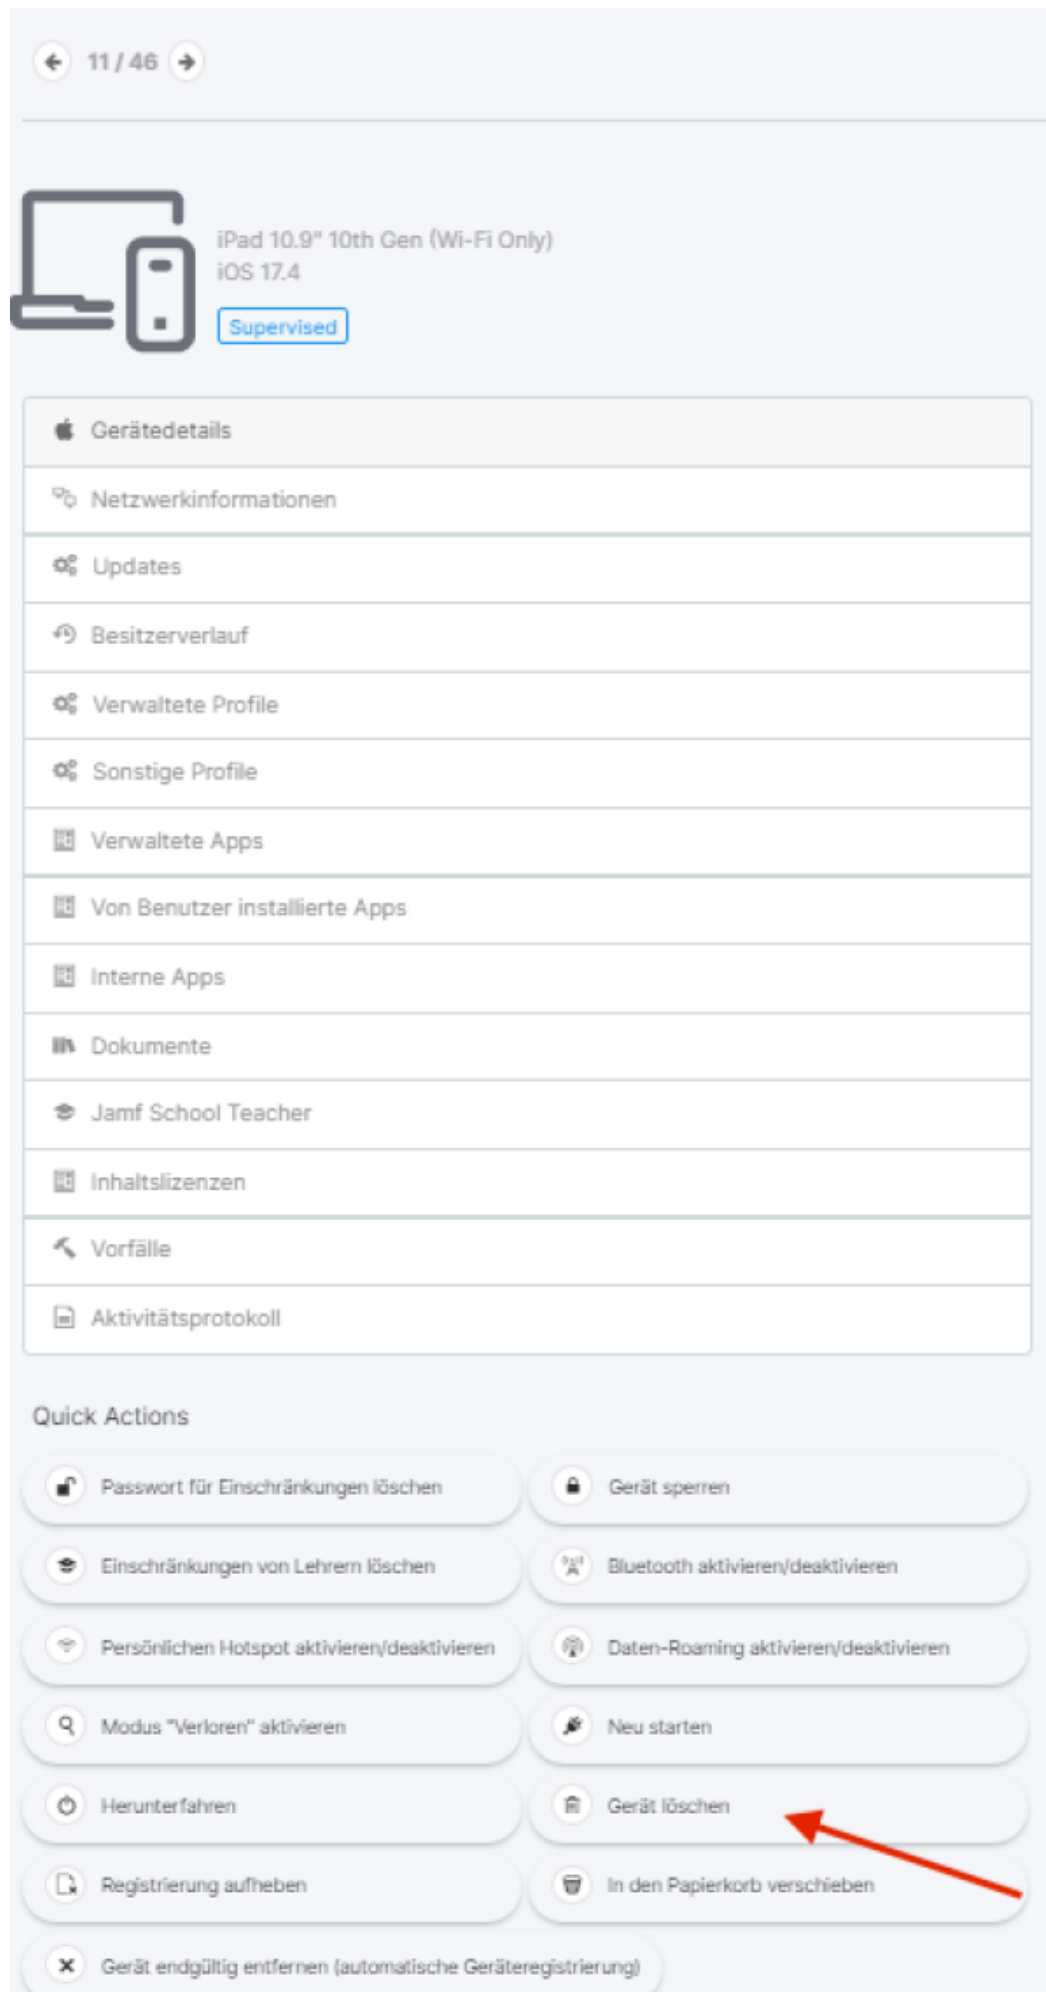 11 / 46
iPad 10.9" 10th Gen (Wi-Fi Only)
iOS 17.4
Supervised
Gerätedetails
Netzwerkinformationen
Updates
Besitzerverlauf
Verwaltete Profile
Sonstige Profile
Verwaltete Apps
Von Benutzer installierte Apps
Interne Apps
Dokumente
Jamf School Teacher
Inhaltslizenzen
Vorfälle
Aktivitätsprotokoll
Quick Actions
Passwort für Einschränkungen löschen
Gerät sperren
Einschränkungen von Lehrern löschen
Bluetooth aktivieren/deaktivieren
Persönlichen Hotspot aktivieren/deaktivieren
Daten-Roaming aktivieren/deaktivieren
Modus "Verloren" aktivieren
Neu starten
Herunterfahren
Gerät löschen
Registrierung aufheben
In den Papierkorb verschieben
Gerät endgültig entfernen (automatische Geräteregistrierung)